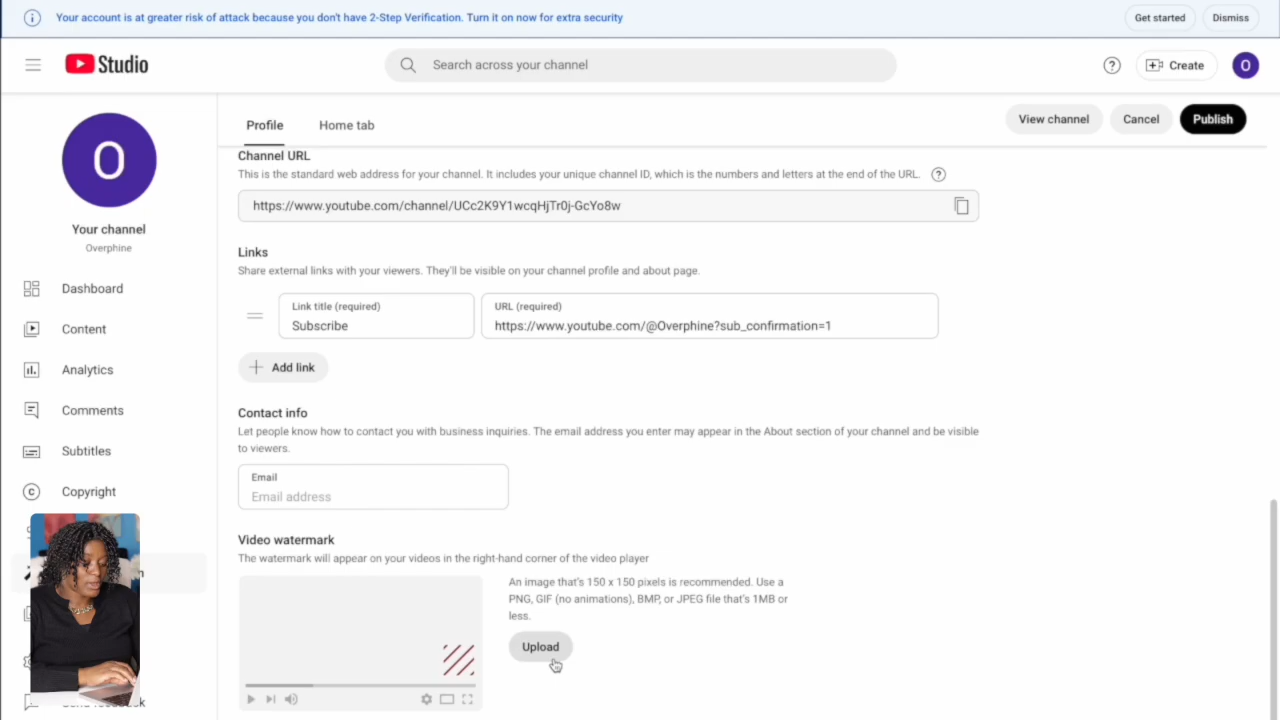 Your account is at greater risk of attack because you don't have 2-Step Verification. Turn it on now for extra security
Get started
Dismiss
Studio
Search across your channel
Create
O
O
Your channel
Overphine
Dashboard
Content
Analytics
Comments
Subtitles
Copyright
Profile
Home tab
View channel
Cancel
Publish
Channel URL
This is the standard web address for your channel. It includes your unique channel ID, which is the numbers and letters at the end of the URL.
https://www.youtube.com/channel/UCc2K9Y1wcqHjTr0j-GcYo8w
Links
Share external links with your viewers. They'll be visible on your channel profile and about page.
Link title (required)
Subscribe
URL (required)
https://www.youtube.com/@Overphine?sub_confirmation=1
Add link
Contact info
Let people know how to contact you with business inquiries. The email address you enter may appear in the About section of your channel and be visible
to viewers.
Email
Email address
Video watermark
The watermark will appear on your videos in the right-hand corner of the video player
An image that's 150 x 150 pixels is recommended. Use a
PNG, GIF (no animations), BMP, or JPEG file that's 1MB or
less.
Upload